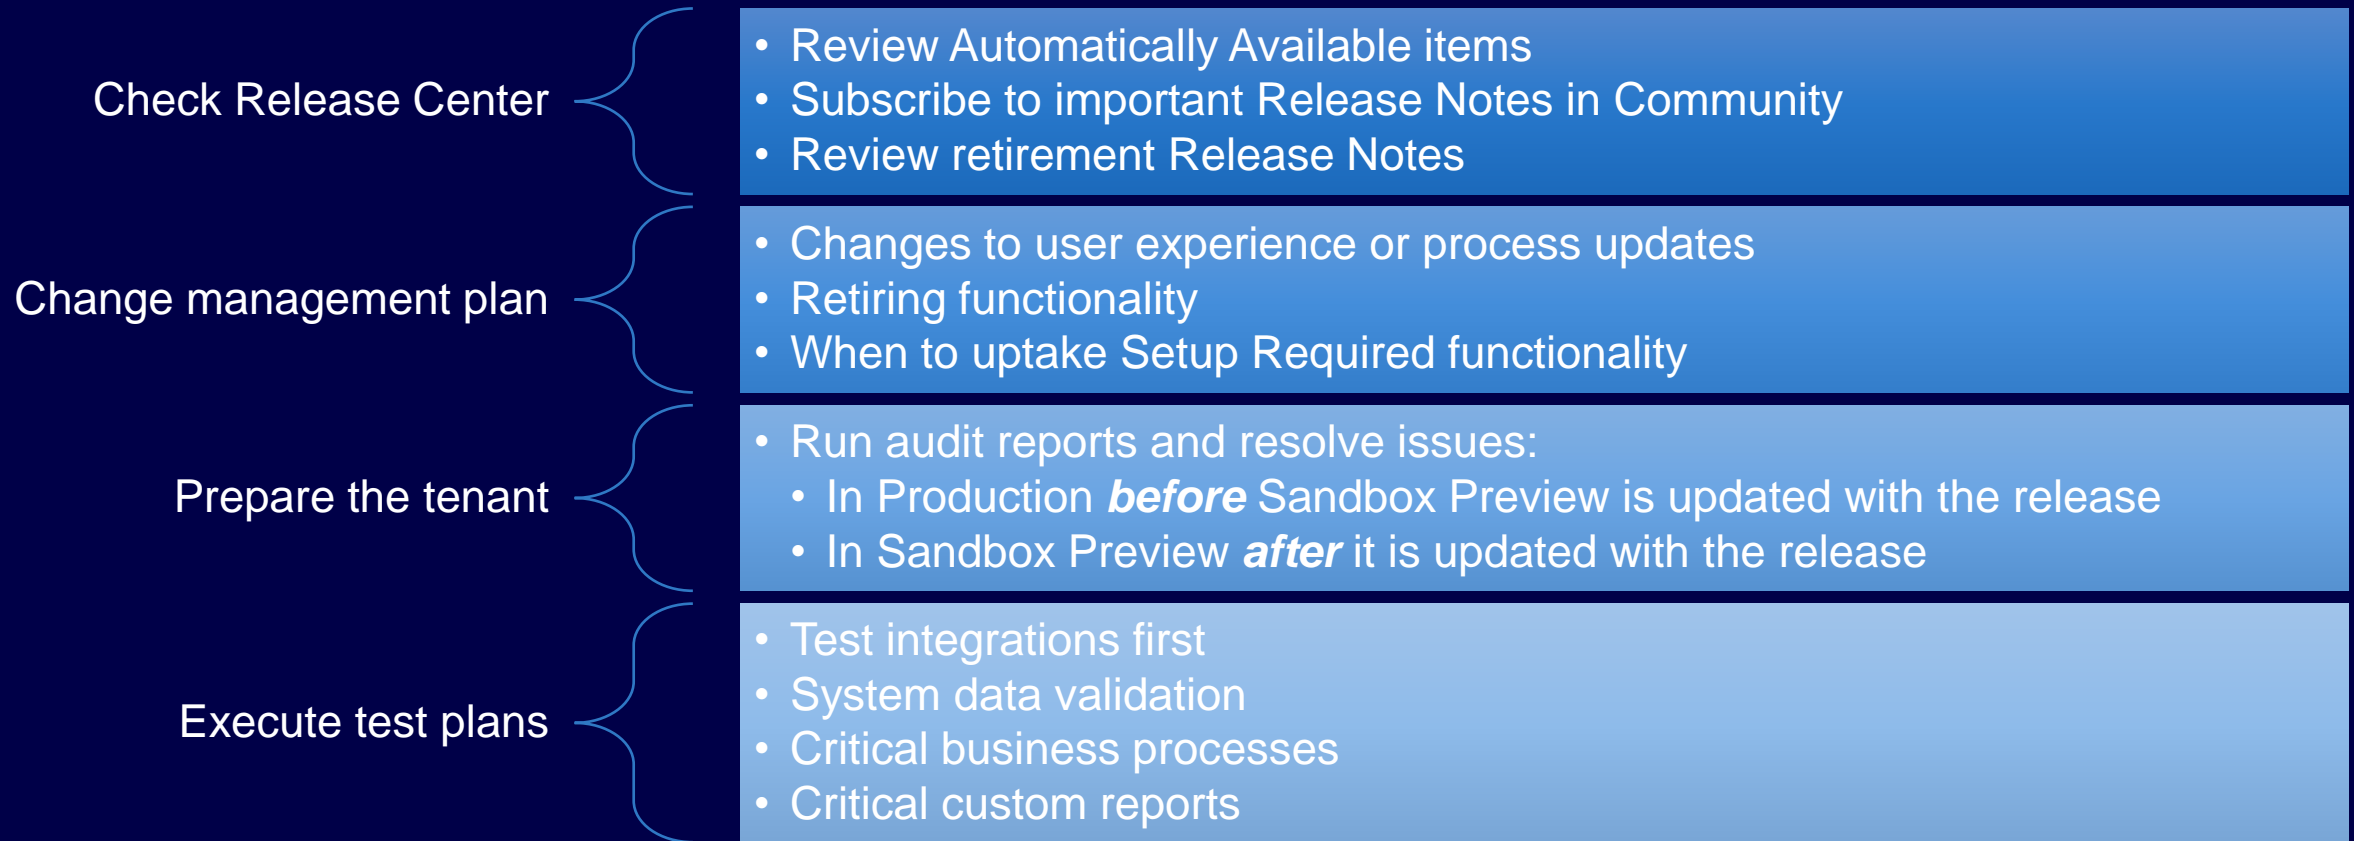 Check Release Center
• Review Automatically Available items
• Subscribe to important Release Notes in Community
• Review retirement Release Notes
Change management plan
• Changes to user experience or process updates
• Retiring functionality
• When to uptake Setup Required functionality
Prepare the tenant
• Run audit reports and resolve issues:
• In Production before Sandbox Preview is updated with the release
• In Sandbox Preview after it is updated with the release
Execute test plans
• Test integrations first
• System data validation
• Critical business processes
• Critical custom reports